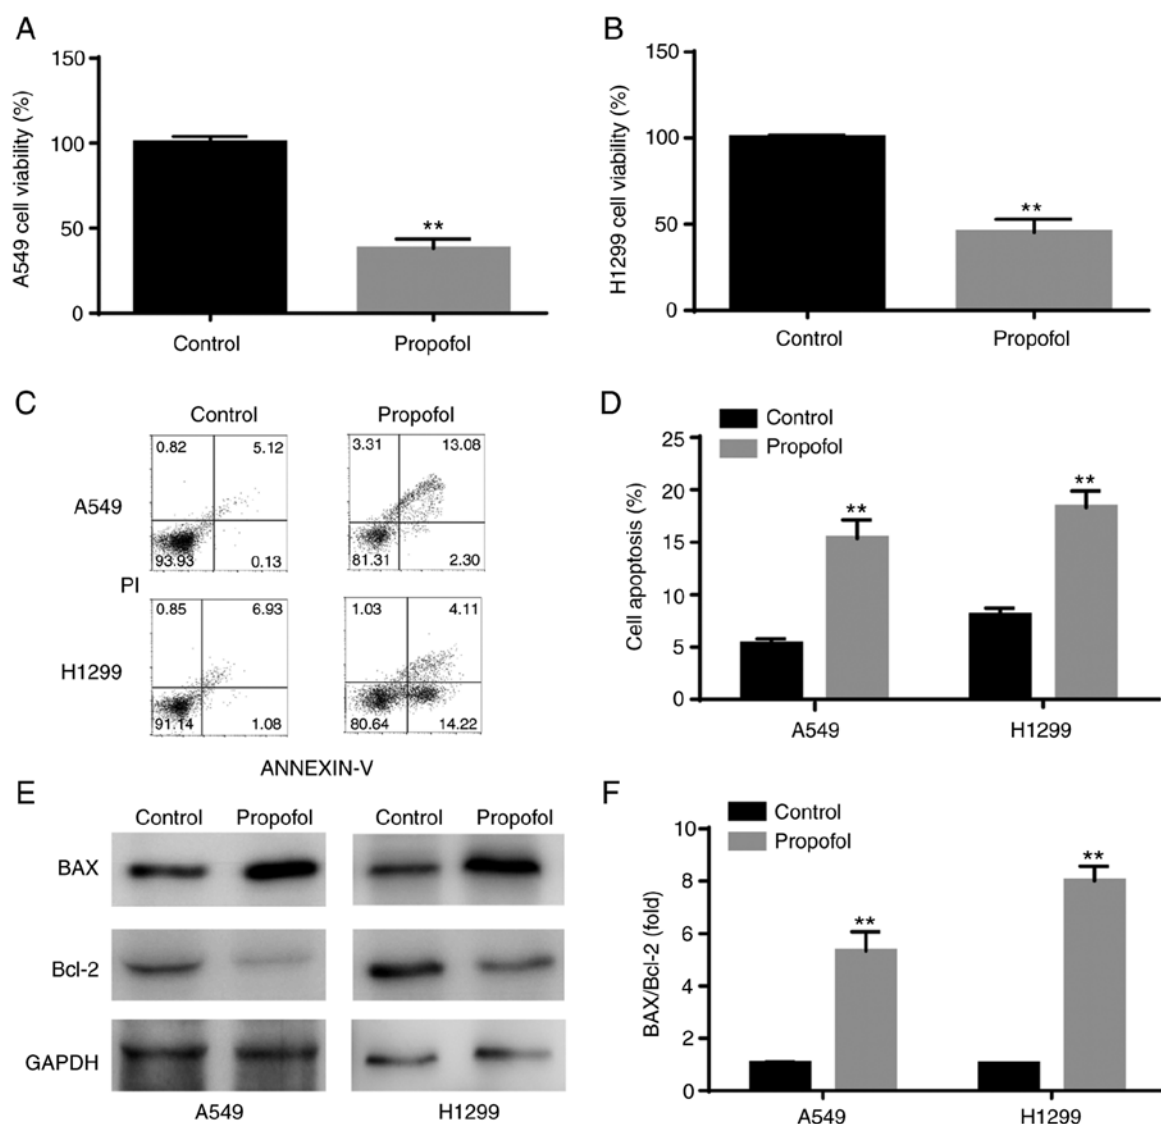 A
150
100
50
0
A549 cell viability (%)
**
Control
Propofol
B
150
100
50
0
H1299 cell viability (%)
**
Control
Propofol
C
Control
Propofol
A549
0.82
5.12
93.93
0.13
3.31
13.08
81.31
2.30
PI
H1299
0.85
6.93
91.14
1.08
1.03
4.11
80.64
14.22
ANNEXIN-V
D
Control
Propofol
25
20
15
10
5
0
Cell apoptosis (%)
**
**
A549
H1299
E
Control
Propofol
Control
Propofol
BAX
Bcl-2
GAPDH
A549
H1299
F
Control
Propofol
10
8
6
4
2
0
BAX/Bcl-2 (fold)
**
**
A549
H1299